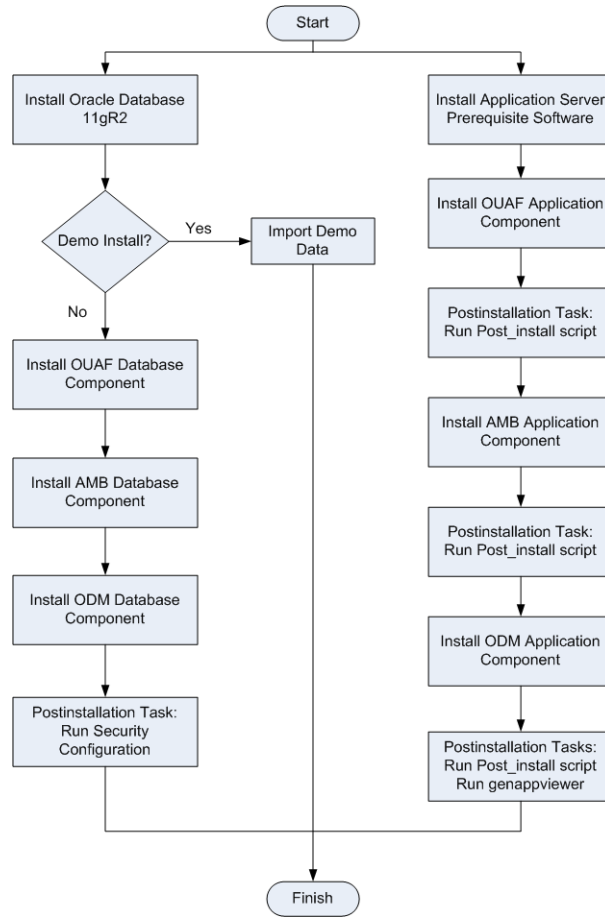 Start
Install Oracle Database
11gR2
Demo Install?
Yes
Import Demo
Data
No
Install OUAF Database
Component
Install AMB Database
Component
Install ODM Database
Component
Postinstallation Task:
Run Security
Configuration
Install Application Server
Prerequisite Software
Install OUAF Application
Component
Postinstallation Task:
Run Post_install script
Install AMB Application
Component
Postinstallation Task:
Run Post_install script
Install ODM Application
Component
Postinstallation Tasks:
Run Post_install script
Run genappviewer
Finish